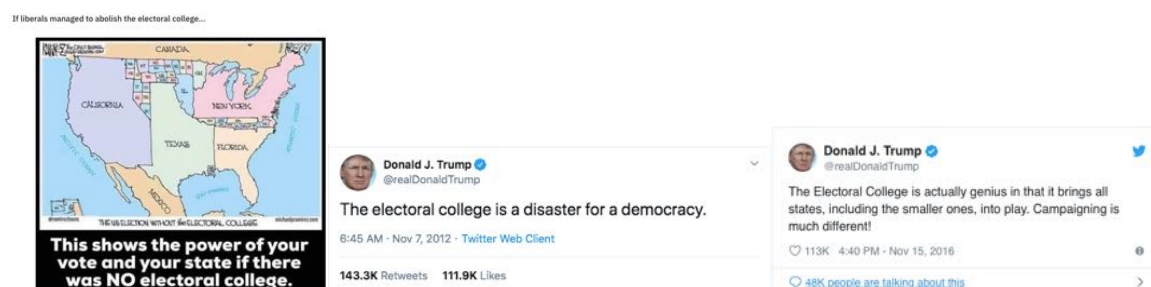 If liberals managed to abolish the electoral college...
CANADA
CALIFORNIA
NEW YORK
TEXAS
FLORIDA
MEXICO
IL
PACIFIC OCEAN
ATLANTIC OCEAN
THE US ELECTION WITHOUT the ELECTORAL COLLEGE
This shows the power of your
vote and your state if there
was NO electoral college.
Donald J. Trump
@realDonaldTrump
The electoral college is a disaster for a democracy.
6:45 AM · Nov 7, 2012 · Twitter Web Client
143.3K Retweets 111.9K Likes
Donald J. Trump
@realDonaldTrump
The Electoral College is actually genius in that it brings all
states, including the smaller ones, into play. Campaigning is
much different!
113K 4:40 PM - Nov 15, 2016
48K people are talking about this